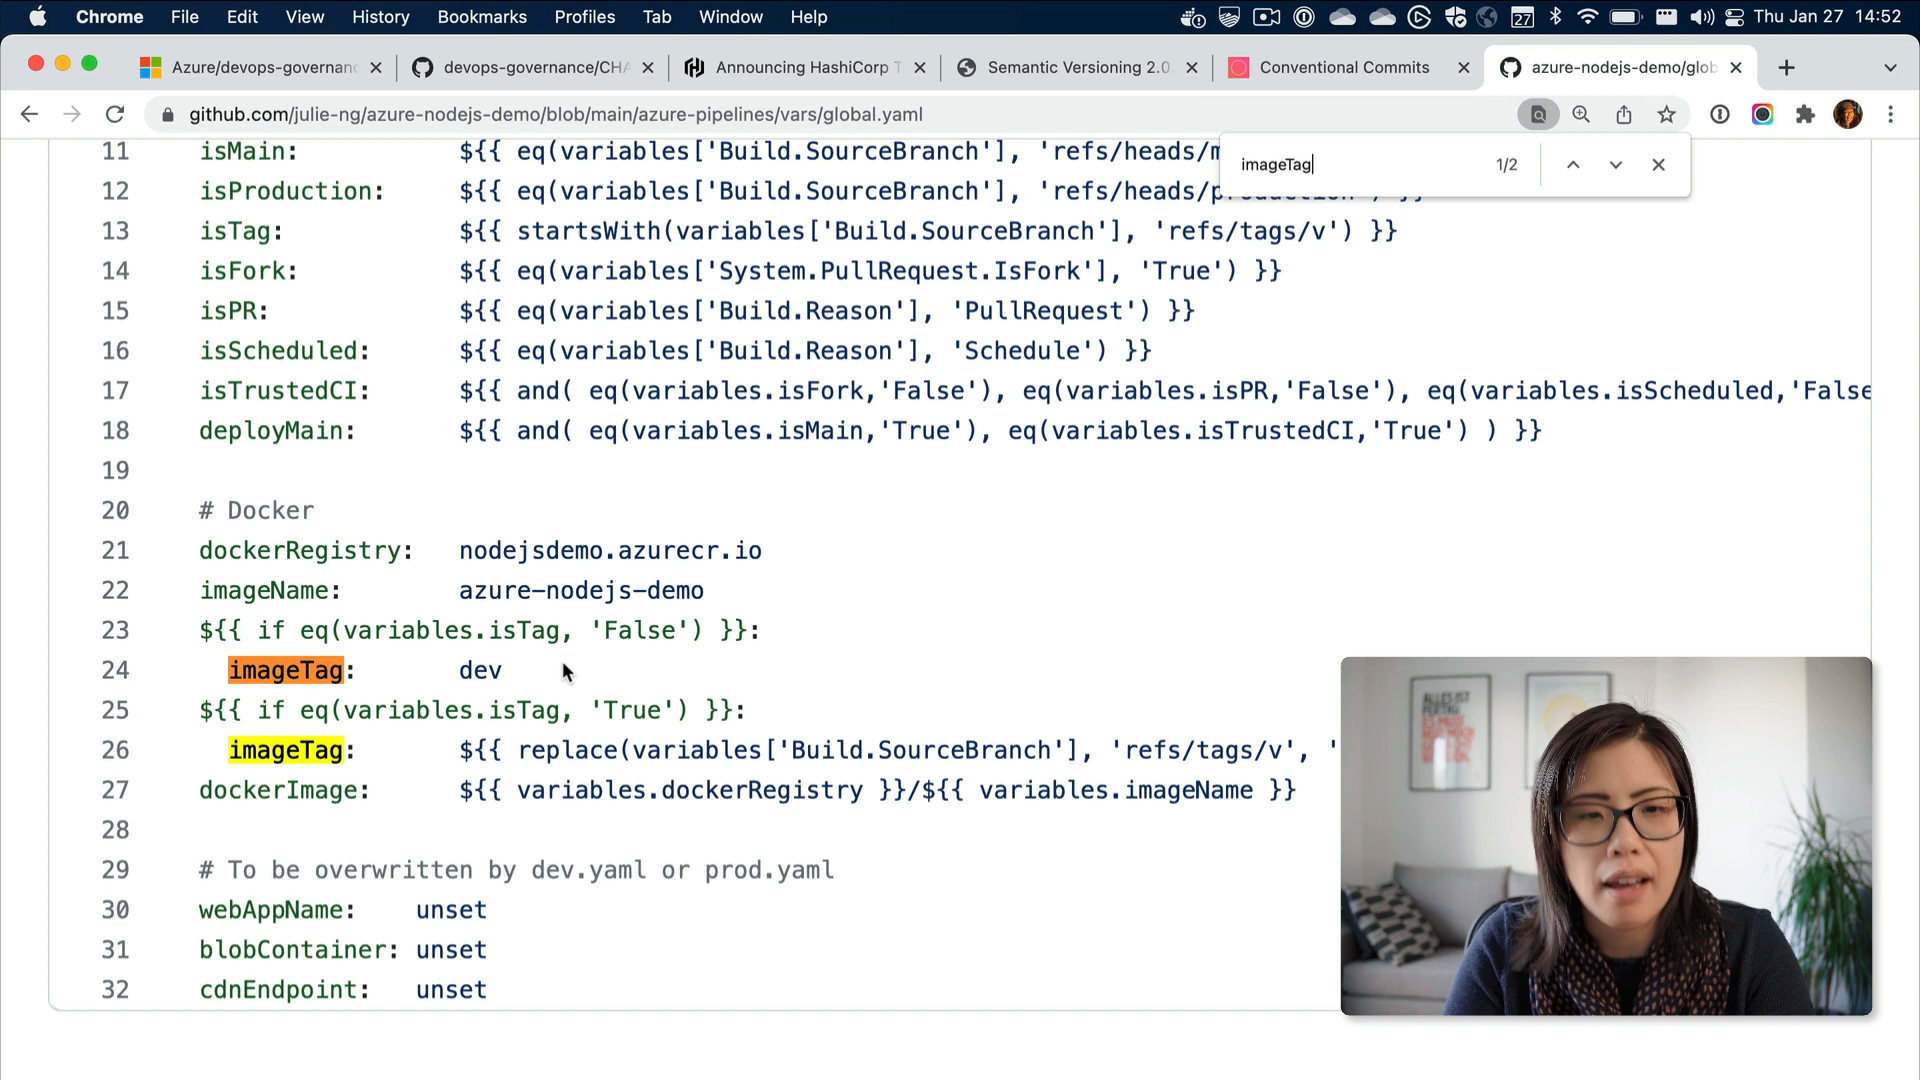 Chrome File Edit View History Bookmarks Profiles Tab Window Help 27 Thu Jan 27 14:52
Azure/devops-governanc devops-governance/CHA Announcing HashiCorp T Semantic Versioning 2.0. Conventional Commits azure-nodejs-demo/glob
github.com/julie-ng/azure-nodejs-demo/blob/main/azure-pipelines/vars/global.yaml
imageTag 1/2
11 isMain: ${{ eq(variables['Build.SourceBranch'], 'refs/heads/m
12 isProduction: ${{ eq(variables['Build.SourceBranch'], 'refs/heads/production') }}
13 isTag: ${{ startsWith(variables['Build.SourceBranch'], 'refs/tags/v') }}
14 isFork: ${{ eq(variables['System.PullRequest.IsFork'], 'True') }}
15 isPR: ${{ eq(variables['Build.Reason'], 'PullRequest') }}
16 isScheduled: ${{ eq(variables['Build.Reason'], 'Schedule') }}
17 isTrustedCI: ${{ and( eq(variables.isFork,'False'), eq(variables.isPR,'False'), eq(variables.isScheduled,'False
18 deployMain: ${{ and( eq(variables.isMain,'True'), eq(variables.isTrustedCI,'True') ) }}
19
20 # Docker
21 dockerRegistry: nodejsdemo.azurecr.io
22 imageName: azure-nodejs-demo
23 ${{ if eq(variables.isTag, 'False') }}:
24 imageTag: dev
25 ${{ if eq(variables.isTag, 'True') }}:
26 imageTag: ${{ replace(variables['Build.SourceBranch'], 'refs/tags/v', '
27 dockerImage: ${{ variables.dockerRegistry }}/${{ variables.imageName }}
28
29 # To be overwritten by dev.yaml or prod.yaml
30 webAppName: unset
31 blobContainer: unset
32 cdnEndpoint: unset